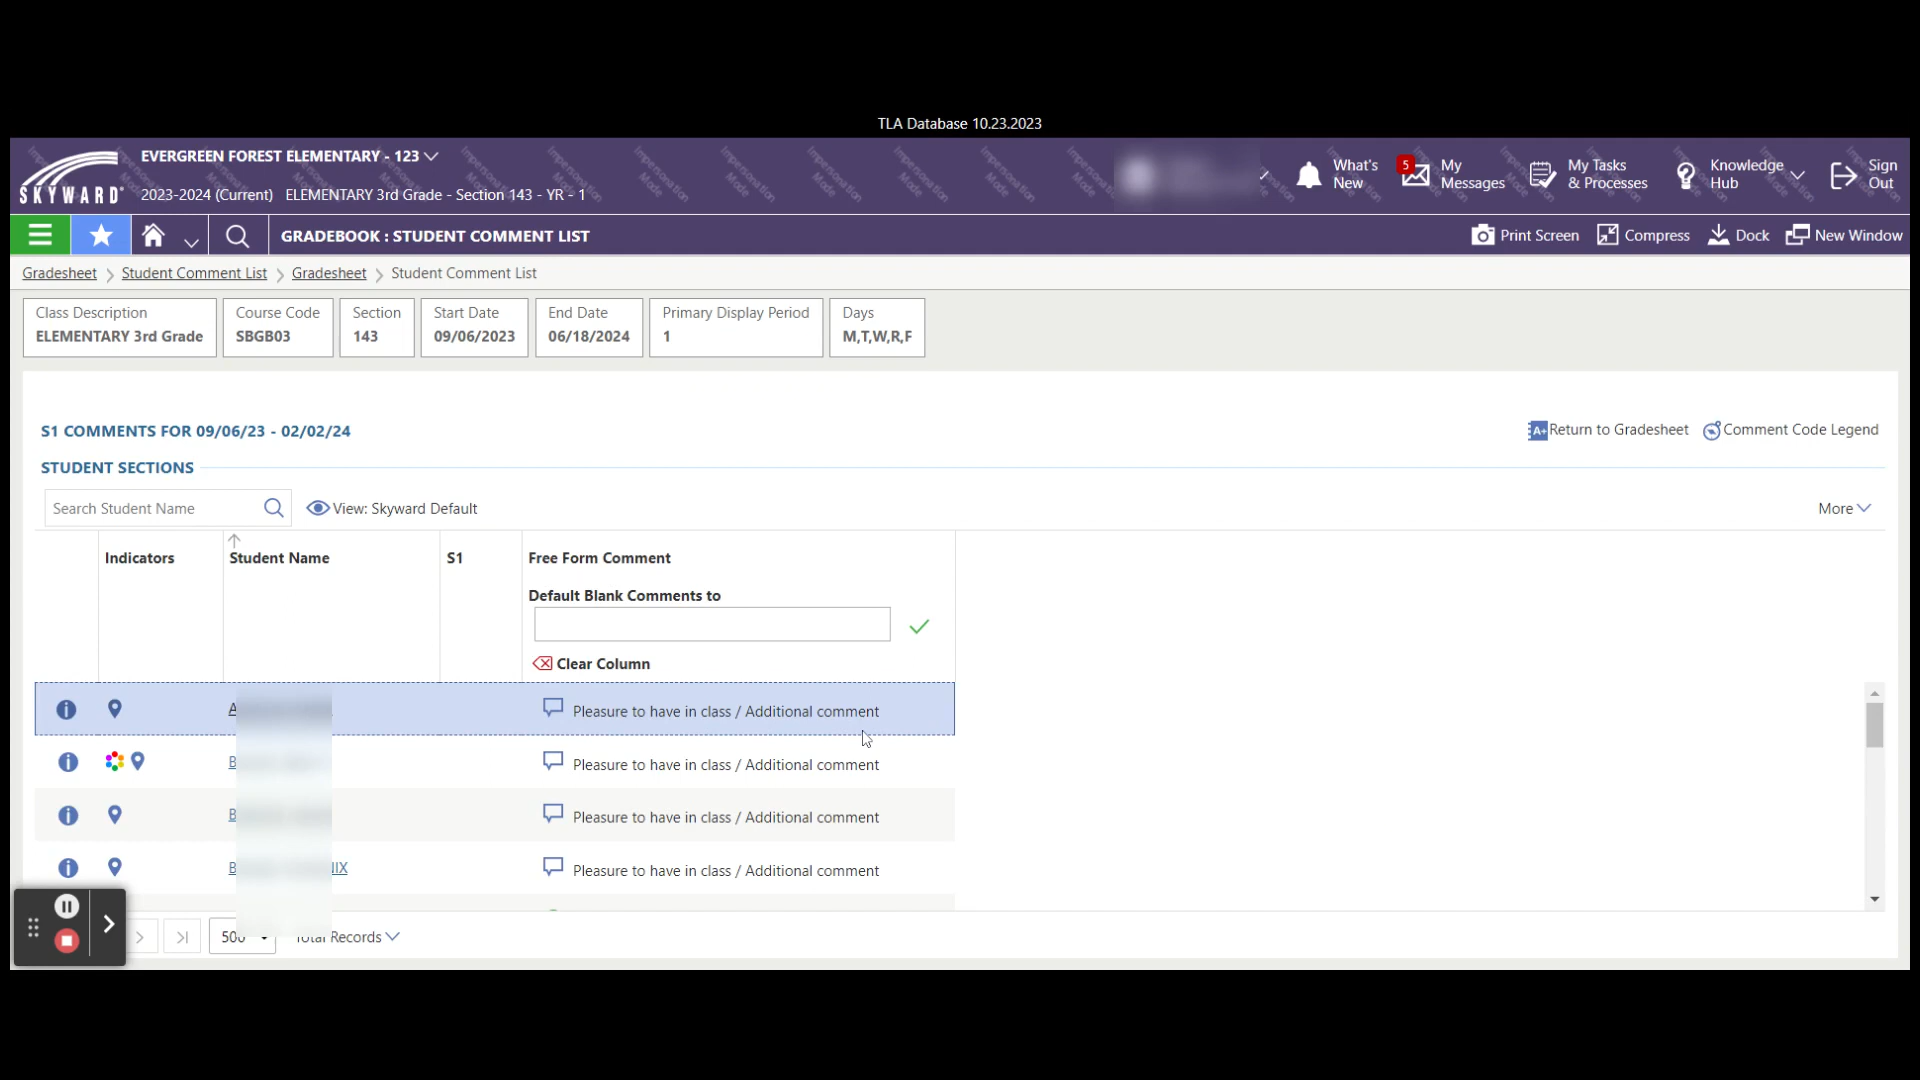 TLA Database 10.23.2023
SKYWARD
EVERGREEN FOREST ELEMENTARY - 123
2023-2024 (Current) ELEMENTARY 3rd Grade - Section 143 - YR - 1
Impersonation Mode
What's New
5
My Messages
My Tasks & Processes
Knowledge Hub
Sign Out
GRADEBOOK : STUDENT COMMENT LIST
Print Screen
Compress
Dock
New Window
Gradesheet
Student Comment List
Gradesheet
Student Comment List
Class Description
ELEMENTARY 3rd Grade
Course Code
SBGB03
Section
143
Start Date
09/06/2023
End Date
06/18/2024
Primary Display Period
1
Days
M,T,W,R,F
S1 COMMENTS FOR 09/06/23 - 02/02/24
A+ Return to Gradesheet
Comment Code Legend
STUDENT SECTIONS
Search Student Name
View: Skyward Default
More
Indicators
Student Name
S1
Free Form Comment
Default Blank Comments to
Clear Column
A
Pleasure to have in class / Additional comment
B
Pleasure to have in class / Additional comment
B
Pleasure to have in class / Additional comment
B IX
Pleasure to have in class / Additional comment
500
Total Records